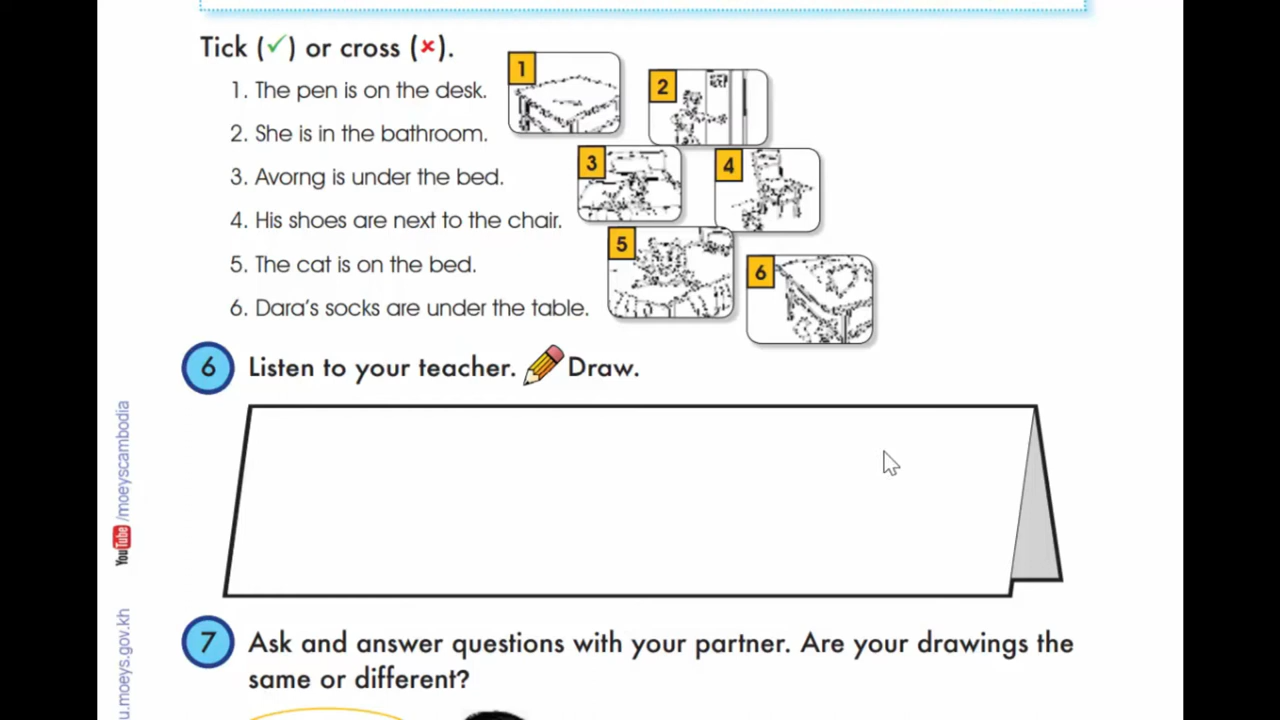 Tick (✓) or cross (✗).
1. The pen is on the desk.
2. She is in the bathroom.
3. Avorng is under the bed.
4. His shoes are next to the chair.
5. The cat is on the bed.
6. Dara's socks are under the table.
1
2
3
4
5
6
6 Listen to your teacher. Draw.
7 Ask and answer questions with your partner. Are your drawings the
same or different?
YouTube /moeyscambodia
u.moeys.gov.kh